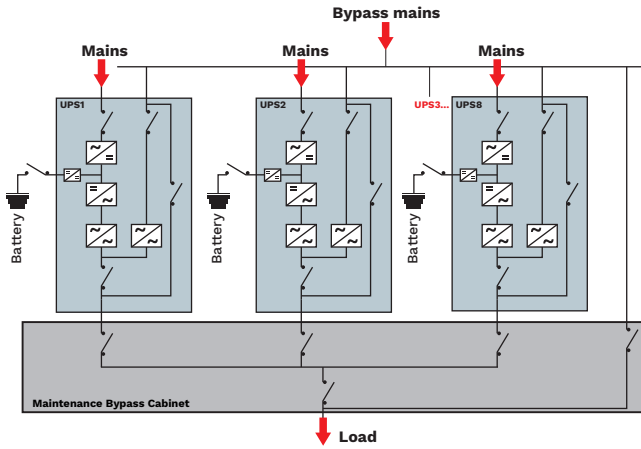 Bypass mains
Mains
Mains
Mains
UPS1
UPS2
UPS3...
UPS8
Battery
Battery
Battery
Maintenance Bypass Cabinet
Load